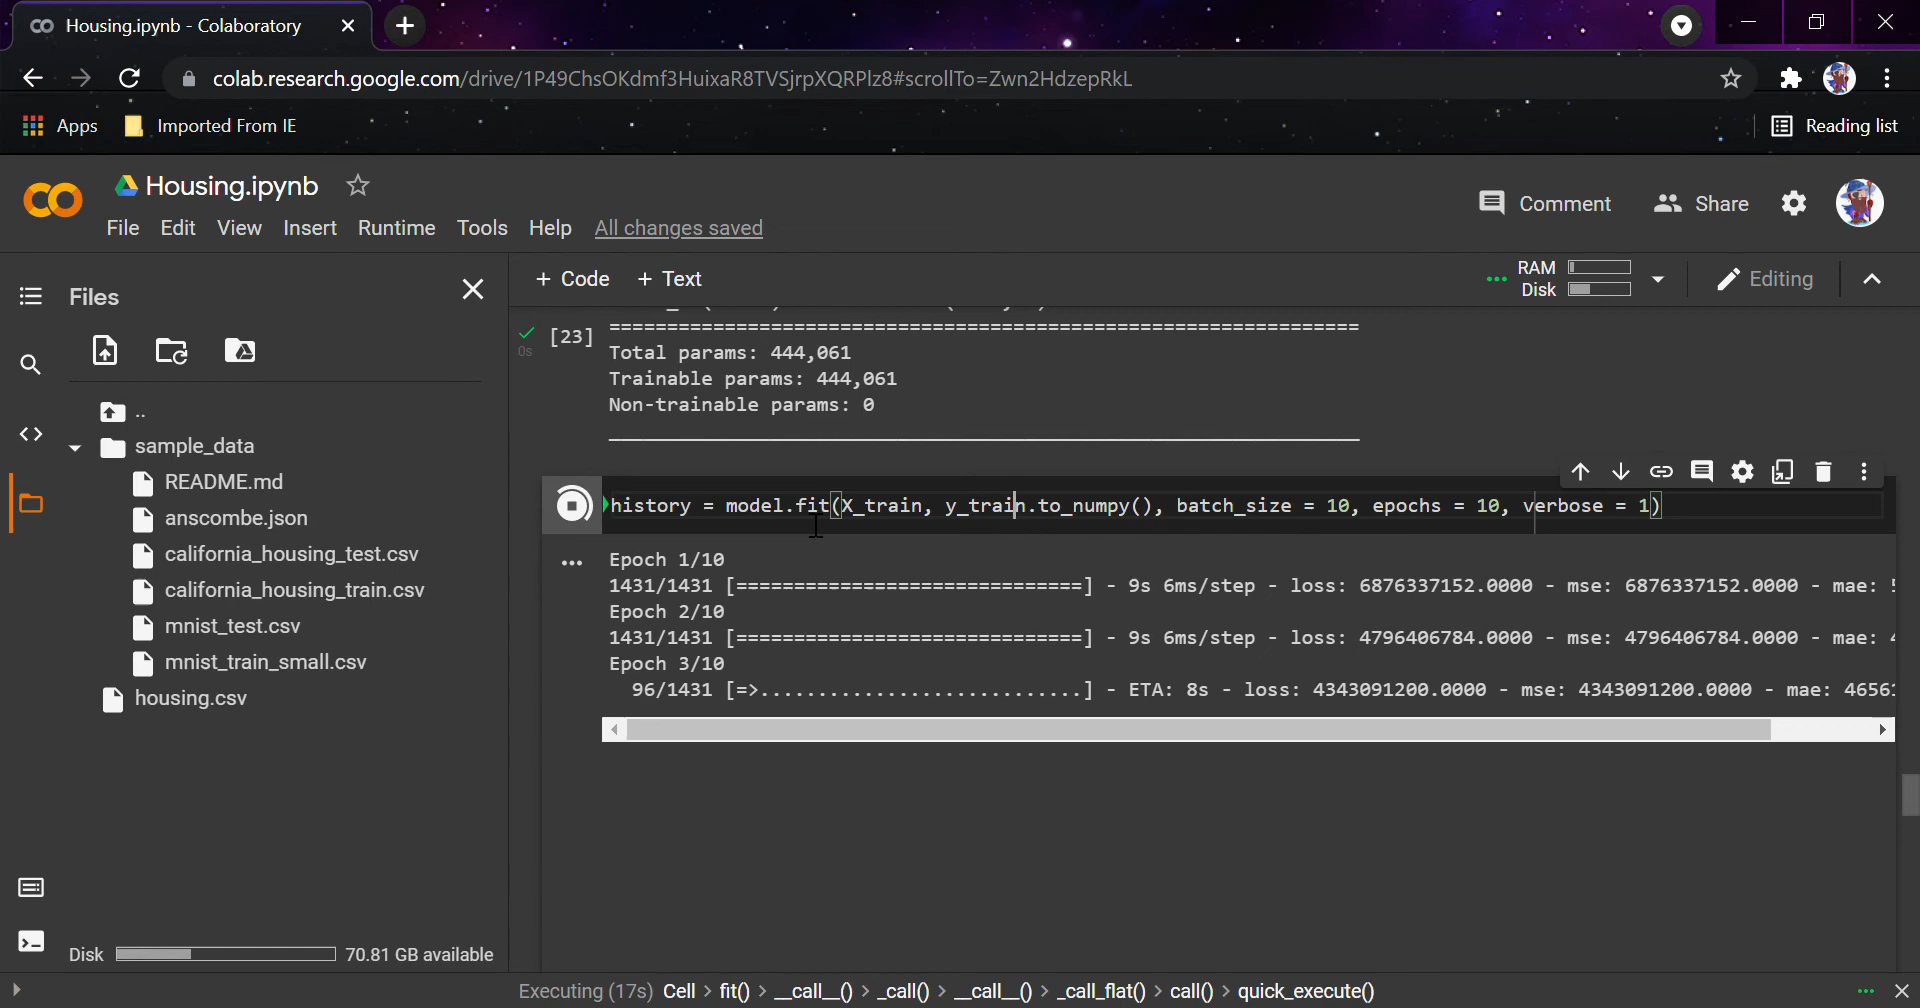 Housing.ipynb - Colaboratory
colab.research.google.com/drive/1P49ChsOKdmf3HuixaR8TVSjrpXQRPlz8#scrollTo=Zwn2HdzepRkL
Apps
Imported From IE
Reading list
Housing.ipynb
Comment
Share
File Edit View Insert Runtime Tools Help All changes saved
Files
+ Code + Text
RAM
Disk
Editing
..
sample_data
README.md
anscombe.json
california_housing_test.csv
california_housing_train.csv
mnist_test.csv
mnist_train_small.csv
housing.csv
Disk
70.81 GB available
[23]
0s
=================================================================
Total params: 444,061
Trainable params: 444,061
Non-trainable params: 0
history = model.fit(X_train, y_train.to_numpy(), batch_size = 10, epochs = 10, verbose = 1)
Epoch 1/10
1431/1431 [==============================] - 9s 6ms/step - loss: 6876337152.0000 - mse: 6876337152.0000 - mae:
Epoch 2/10
1431/1431 [==============================] - 9s 6ms/step - loss: 4796406784.0000 - mse: 4796406784.0000 - mae:
Epoch 3/10
96/1431 [=>............................] - ETA: 8s - loss: 4343091200.0000 - mse: 4343091200.0000 - mae: 4656
Executing (17s) Cell > fit() > __call__() > _call() > __call__() > _call_flat() > call() > quick_execute()